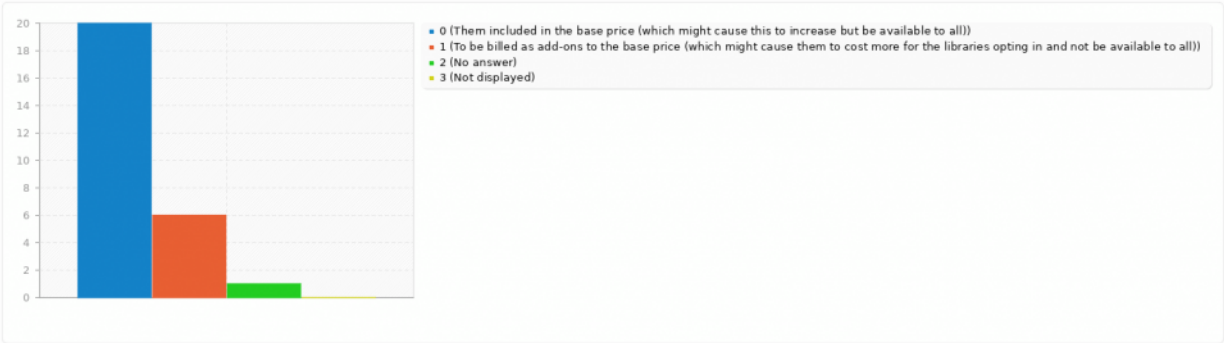 20
18
16
14
12
10
8
6
4
2
0
0 (Them included in the base price (which might cause this to increase but be available to all))
1 (To be billed as add-ons to the base price (which might cause them to cost more for the libraries opting in and not be available to all))
2 (No answer)
3 (Not displayed)